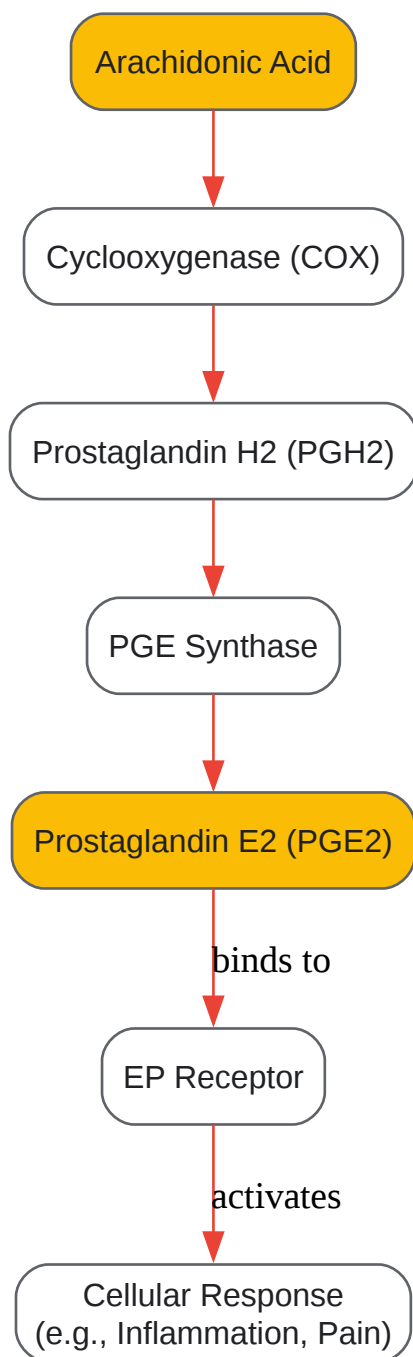 Arachidonic Acid
Cyclooxygenase (COX)
Prostaglandin H2 (PGH2)
PGE Synthase
Prostaglandin E2 (PGE2)
binds to
EP Receptor
activates
Cellular Response
(e.g., Inflammation, Pain)